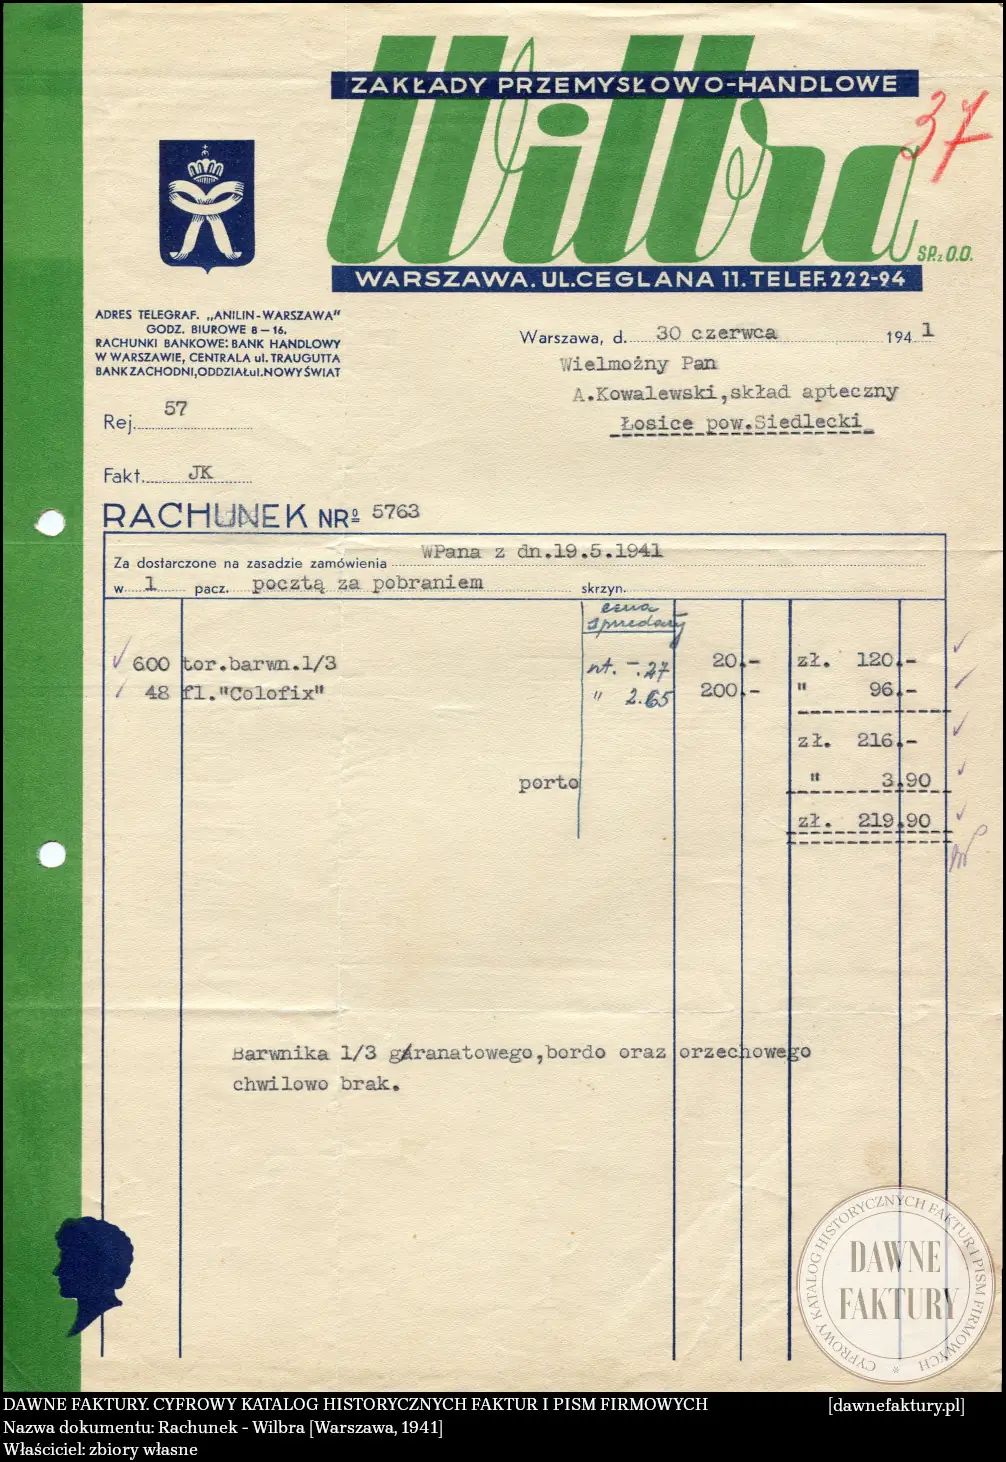 ZAKŁADY PRZEMYSŁOWO-HANDLOWE
Wilbra
SP. z O.O.
WARSZAWA. UL. CEGLANA 11. TELEF. 222-94
37
ADRES TELEGRAF. „ANILIN-WARSZAWA"
GODZ. BIUROWE 8 — 16.
RACHUNKI BANKOWE: BANK HANDLOWY
W WARSZAWIE, CENTRALA ul. TRAUGUTTA
BANK ZACHODNI, ODDZIAŁ ul. NOWY ŚWIAT
Warszawa, d. 30 czerwca 1941
Wielmożny Pan
A.Kowalewski,skład apteczny
Łosice pow.Siedlecki
Rej. 57
Fakt. JK
RACHUNEK NRº 5763
Za dostarczone na zasadzie zamówienia WPana z dn.19.5.1941
w 1 pacz. pocztą za pobraniem skrzyn.
cena
sprzedaży
600 tor.barwn.1/3 nt. -.27 20.- zł. 120.-
48 fl."Colofix" " 2.65 200.- " 96.-
zł. 216.-
porto " 3.90
zł. 219.90
Barwnika 1/3 granatowego,bordo oraz orzechowego
chwilowo brak.
CYFROWY KATALOG HISTORYCZNYCH FAKTUR I PISM FIRMOWYCH
DAWNE
FAKTURY
DAWNE FAKTURY. CYFROWY KATALOG HISTORYCZNYCH FAKTUR I PISM FIRMOWYCH [dawnefaktury.pl]
Nazwa dokumentu: Rachunek - Wilbra [Warszawa, 1941]
Właściciel: zbiory własne